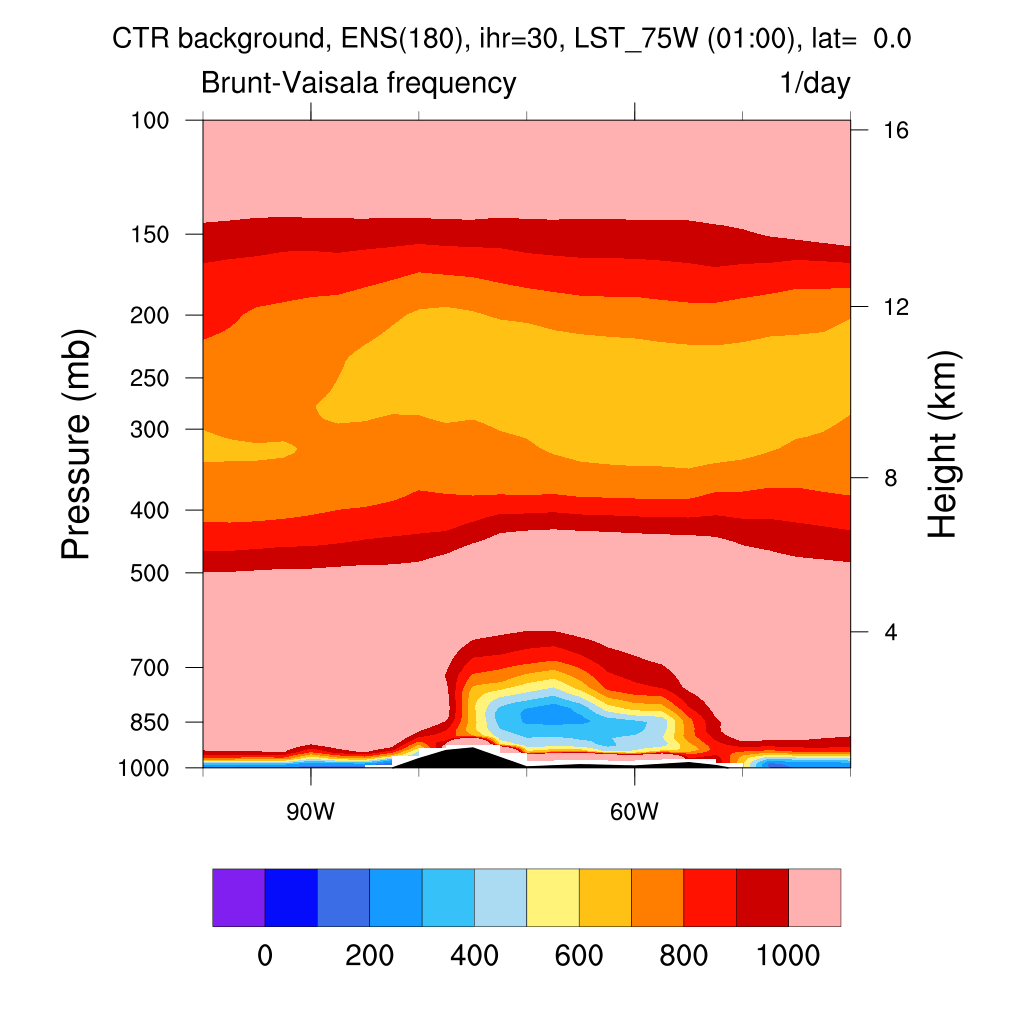 CTR background, ENS(180), ihr=30, LST_75W (01:00), lat=  0.0
Brunt-Vaisala frequency 1/day
100
150
200
250
300
400
500
700
850
1000
Pressure (mb)
16
12
8
4
Height (km)
90W 60W
0 200 400 600 800 1000